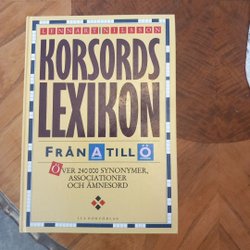 LENNART NILSSON
KORSORDS
LEXIKON
FRÅN A TILL Ö
ÖVER 240 000 SYNONYMER,
ASSOCIATIONER
OCH ÄMNESORD